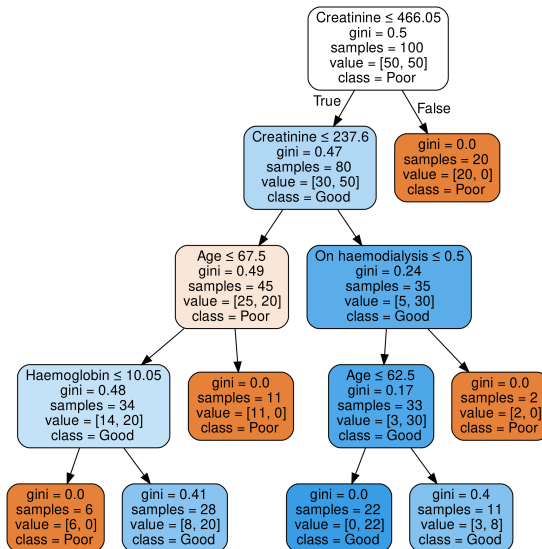 Creatinine ≤ 466.05
gini = 0.5
samples = 100
value = [50, 50]
class = Poor
True
False
Creatinine ≤ 237.6
gini = 0.47
samples = 80
value = [30, 50]
class = Good
gini = 0.0
samples = 20
value = [20, 0]
class = Poor
Age ≤ 67.5
gini = 0.49
samples = 45
value = [25, 20]
class = Poor
On haemodialysis ≤ 0.5
gini = 0.24
samples = 35
value = [5, 30]
class = Good
Haemoglobin ≤ 10.05
gini = 0.48
samples = 34
value = [14, 20]
class = Good
gini = 0.0
samples = 11
value = [11, 0]
class = Poor
Age ≤ 62.5
gini = 0.17
samples = 33
value = [3, 30]
class = Good
gini = 0.0
samples = 2
value = [2, 0]
class = Poor
gini = 0.0
samples = 6
value = [6, 0]
class = Poor
gini = 0.41
samples = 28
value = [8, 20]
class = Good
gini = 0.0
samples = 22
value = [0, 22]
class = Good
gini = 0.4
samples = 11
value = [3, 8]
class = Good